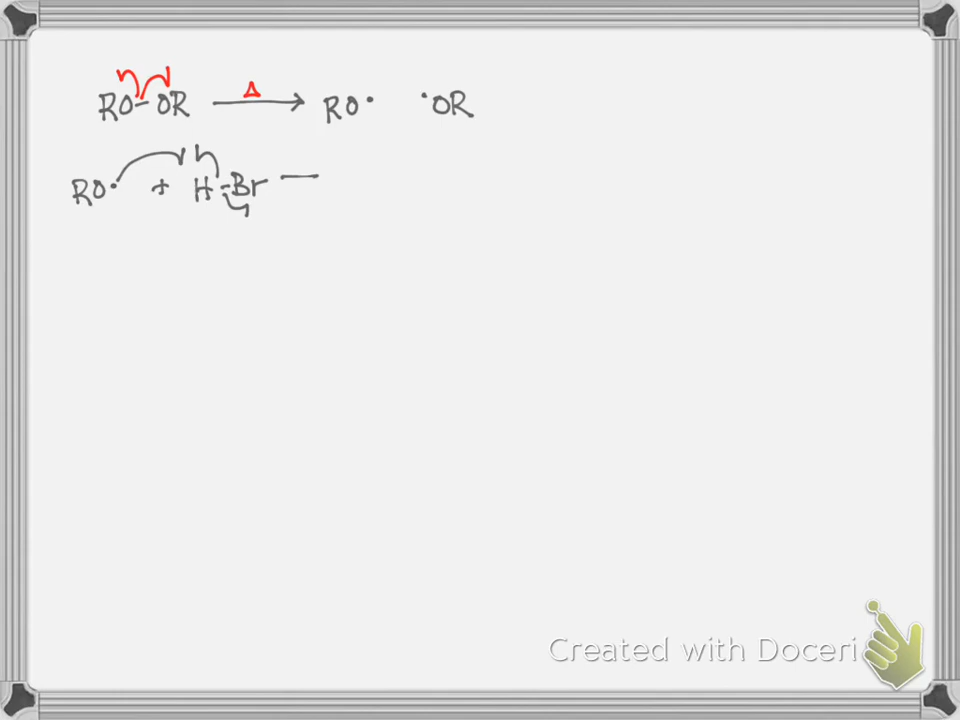 RO-OR Δ → RO• •OR
RO• + H-Br —
Created with Doceri